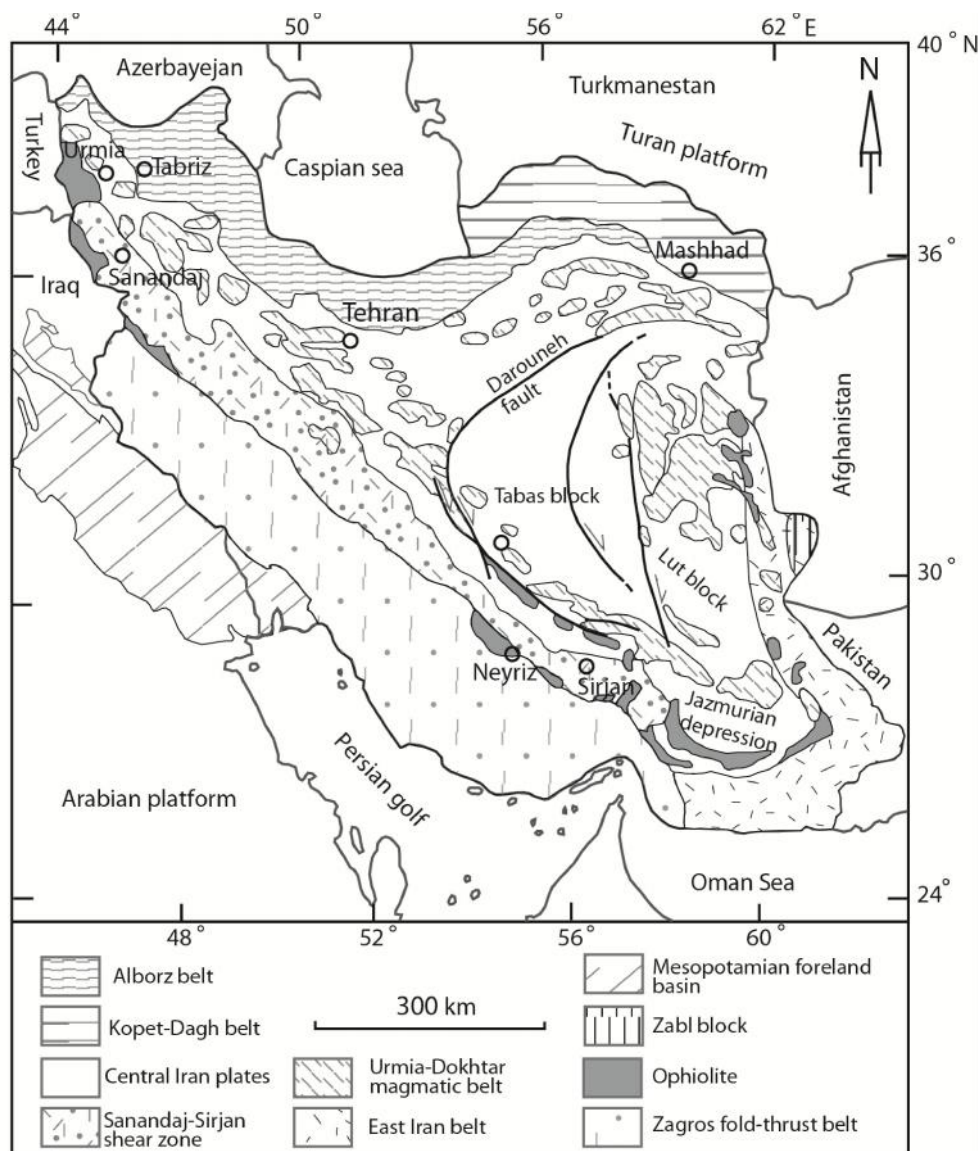 44° 50° 56° 62° E
40° N
Azerbayejan
Turkmenestan
N
Turkey
Turan platform
Urmia
Tabriz
Caspian sea
Mashhad
36°
Sanandaj
Iraq
Tehran
Darouneh
fault
Afghanistan
Tabas block
30°
Lut block
Pakistan
Neyriz
Sirjan
Jazmurian
depression
Persian golf
Arabian platform
Oman Sea
24°
48° 52° 56° 60°
Alborz belt
Kopet-Dagh belt
Central Iran plates
Sanandaj-Sirjan
shear zone
300 km
Urmia-Dokhtar
magmatic belt
East Iran belt
Mesopotamian foreland
basin
Zabl block
Ophiolite
Zagros fold-thrust belt